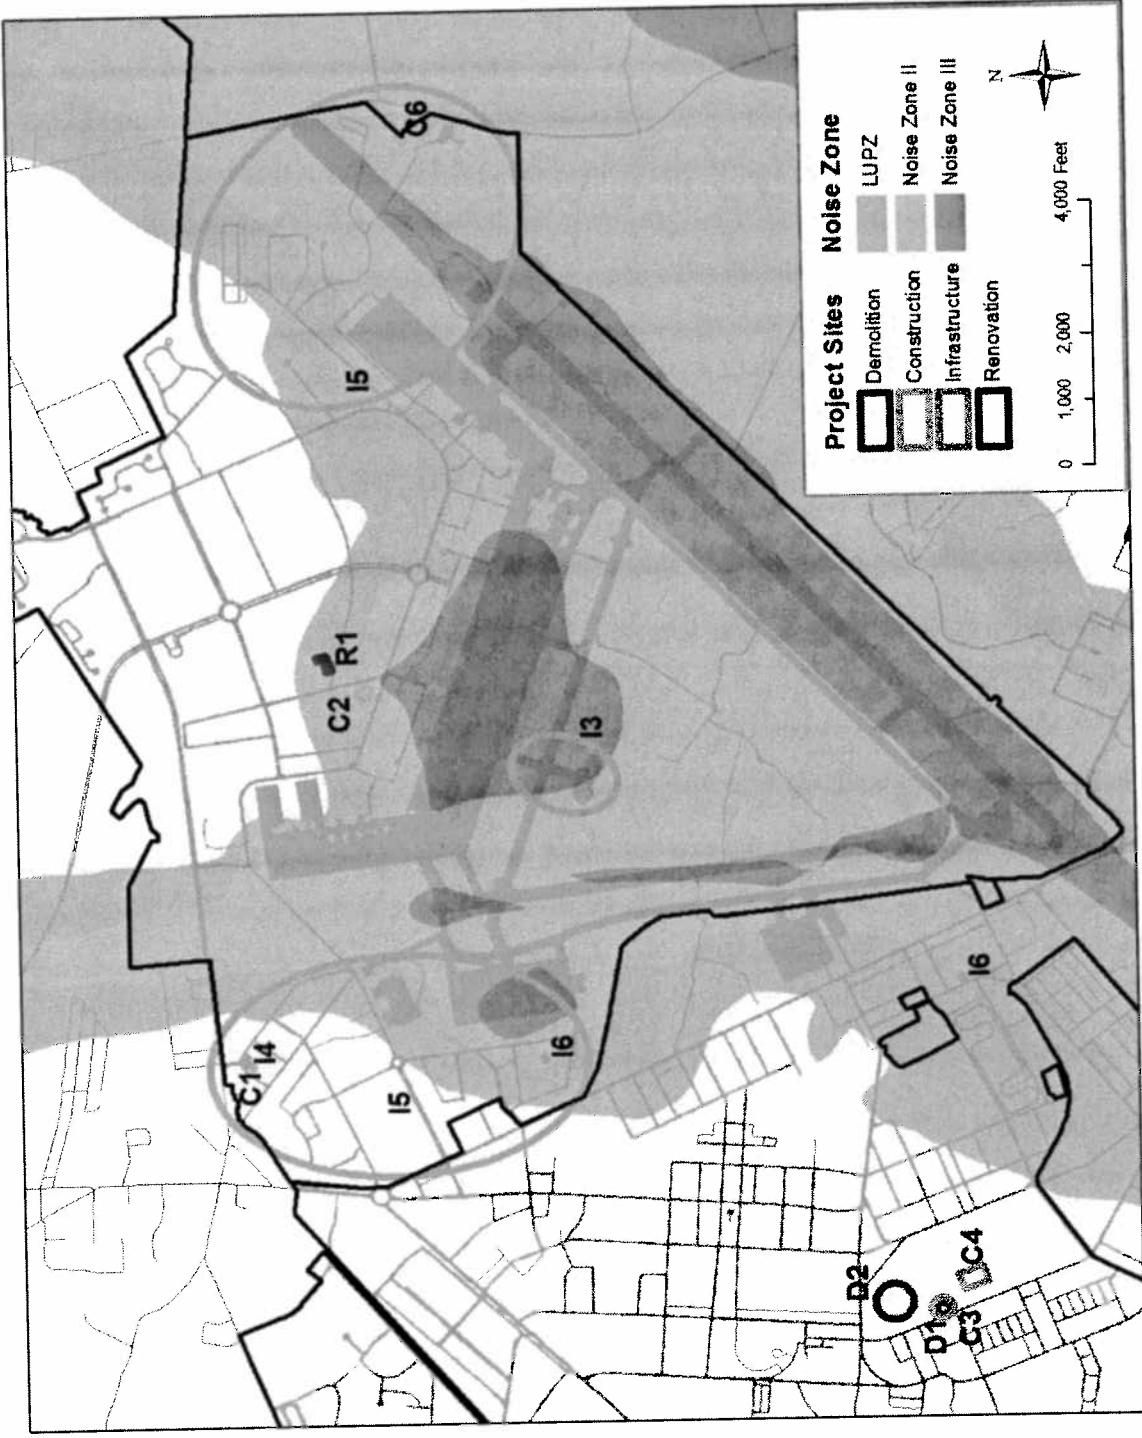 C6
I5
R1
C2
I3
I6
I4
C1
I5
I6
D2
C4
D1
C3
Project Sites
Demolition
Construction
Infrastructure
Renovation
Noise Zone
LUPZ
Noise Zone II
Noise Zone III
N
0 1,000 2,000 4,000 Feet